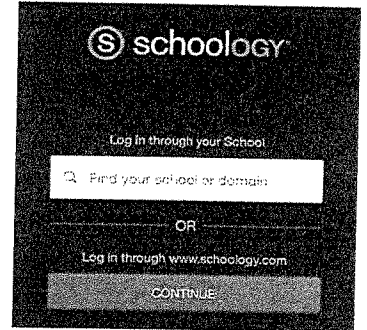 S schoology
Log in through your School
Find your school or domain
OR
Log in through www.schoology.com
CONTINUE